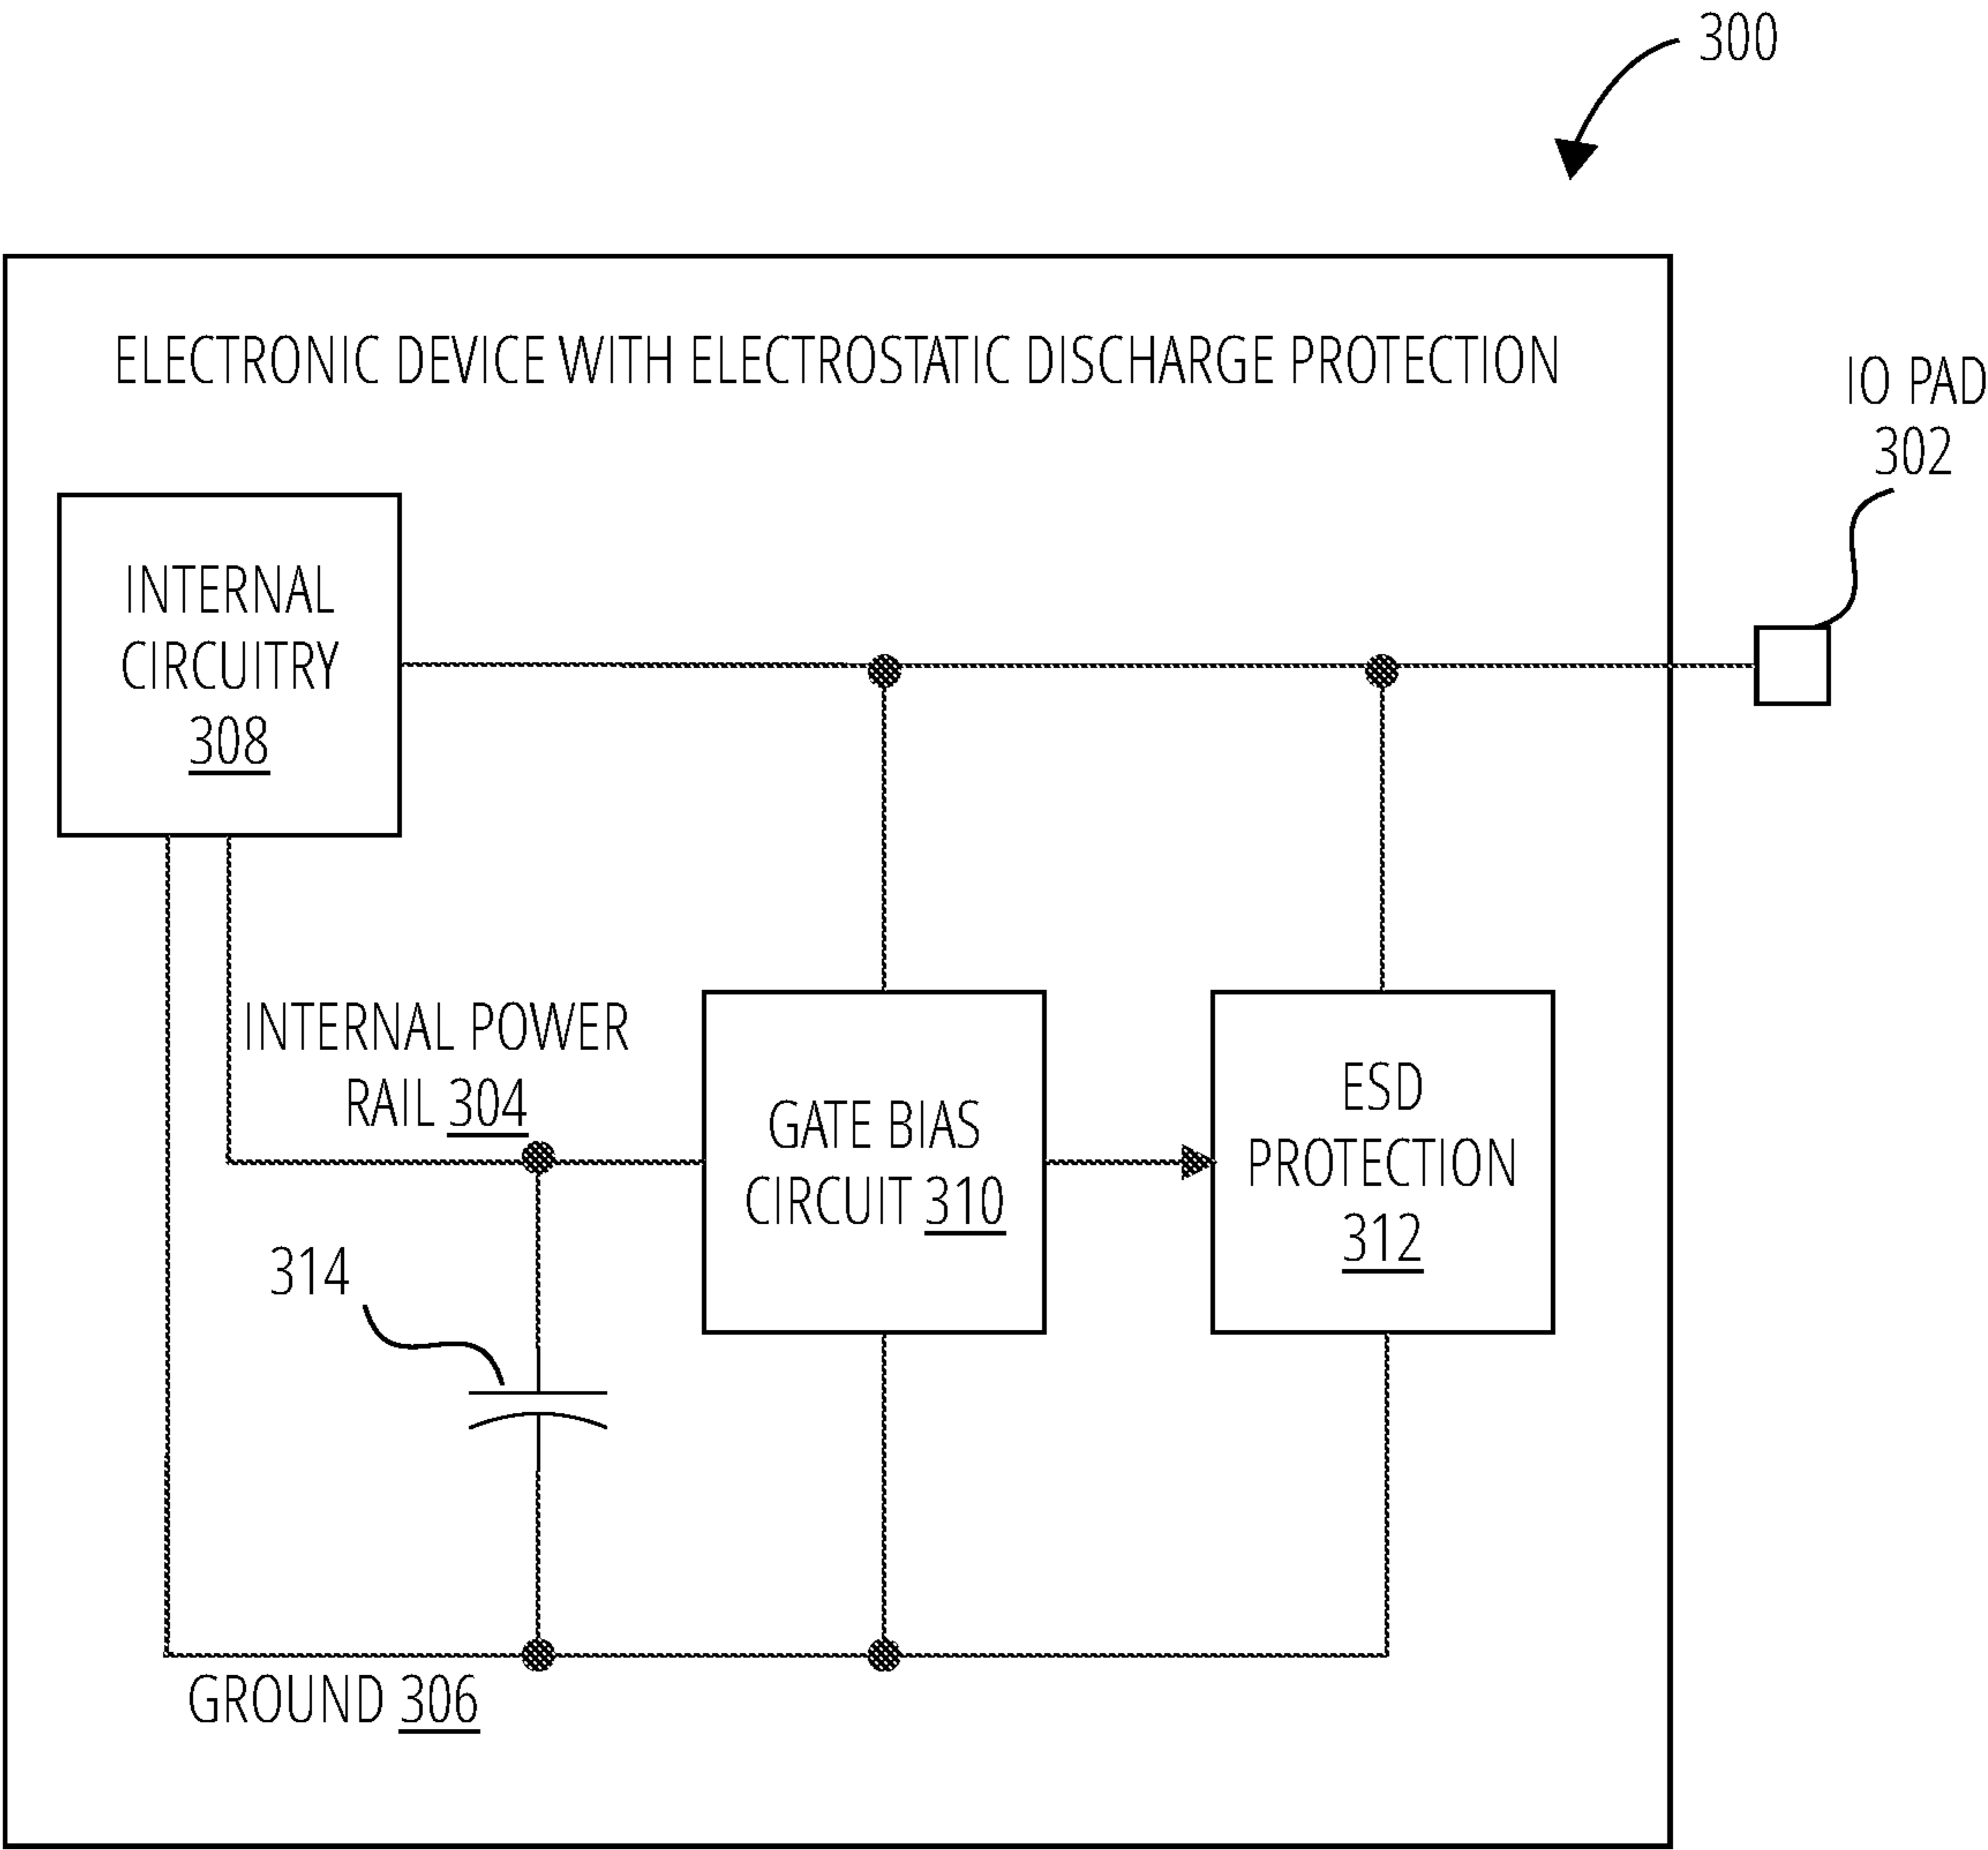 300
ELECTRONIC DEVICE WITH ELECTROSTATIC DISCHARGE PROTECTION
IO PAD
302
INTERNAL
CIRCUITRY
308
INTERNAL POWER
RAIL 304
GATE BIAS
CIRCUIT 310
ESD
PROTECTION
312
314
GROUND 306